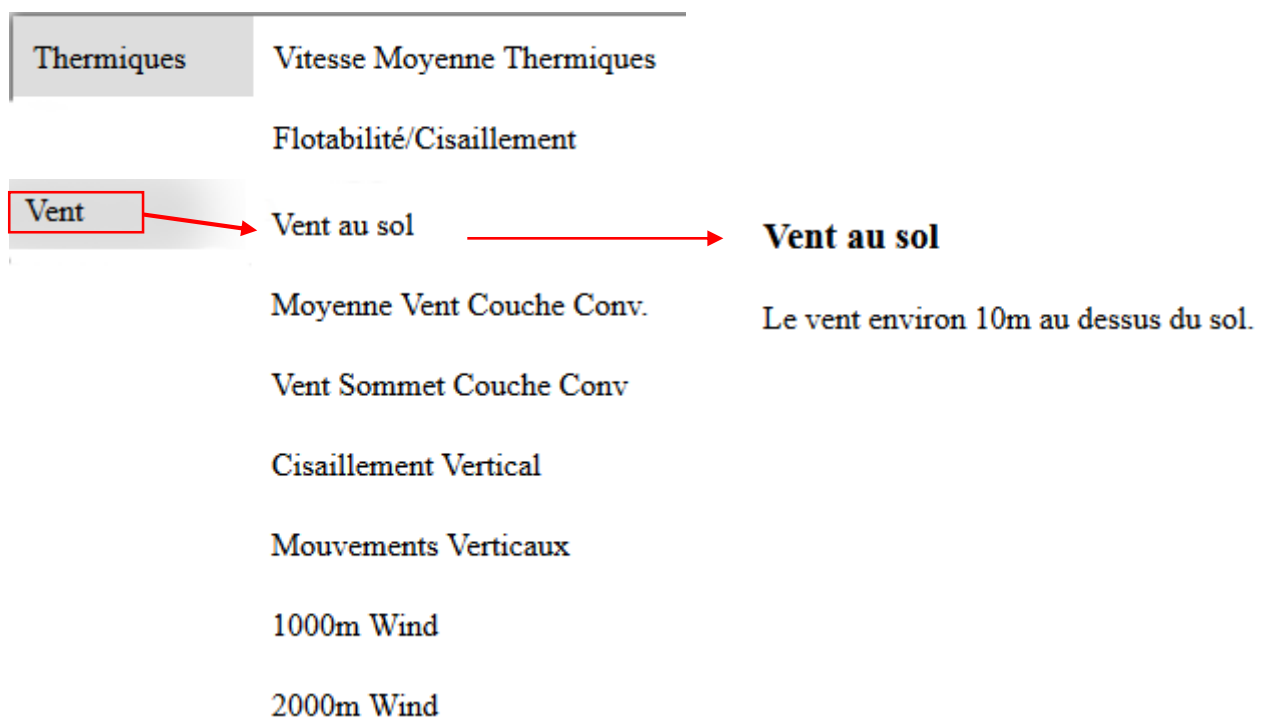 Thermiques
Vitesse Moyenne Thermiques
Flotabilité/Cisaillement
Vent
Vent au sol
Vent au sol
Le vent environ 10m au dessus du sol.
Moyenne Vent Couche Conv.
Vent Sommet Couche Conv
Cisaillement Vertical
Mouvements Verticaux
1000m Wind
2000m Wind